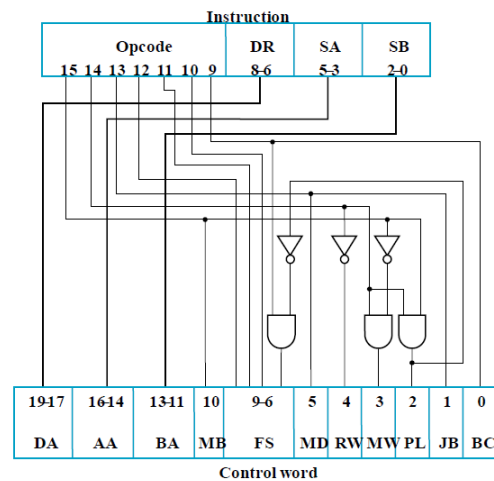 Instruction
Opcode DR SA SB
15 14 13 12 11 10 9 8-6 5-3 2-0
19-17 16-14 13-11 10 9-6 5 4 3 2 1 0
DA AA BA MB FS MD RW MW PL JB BC
Control word